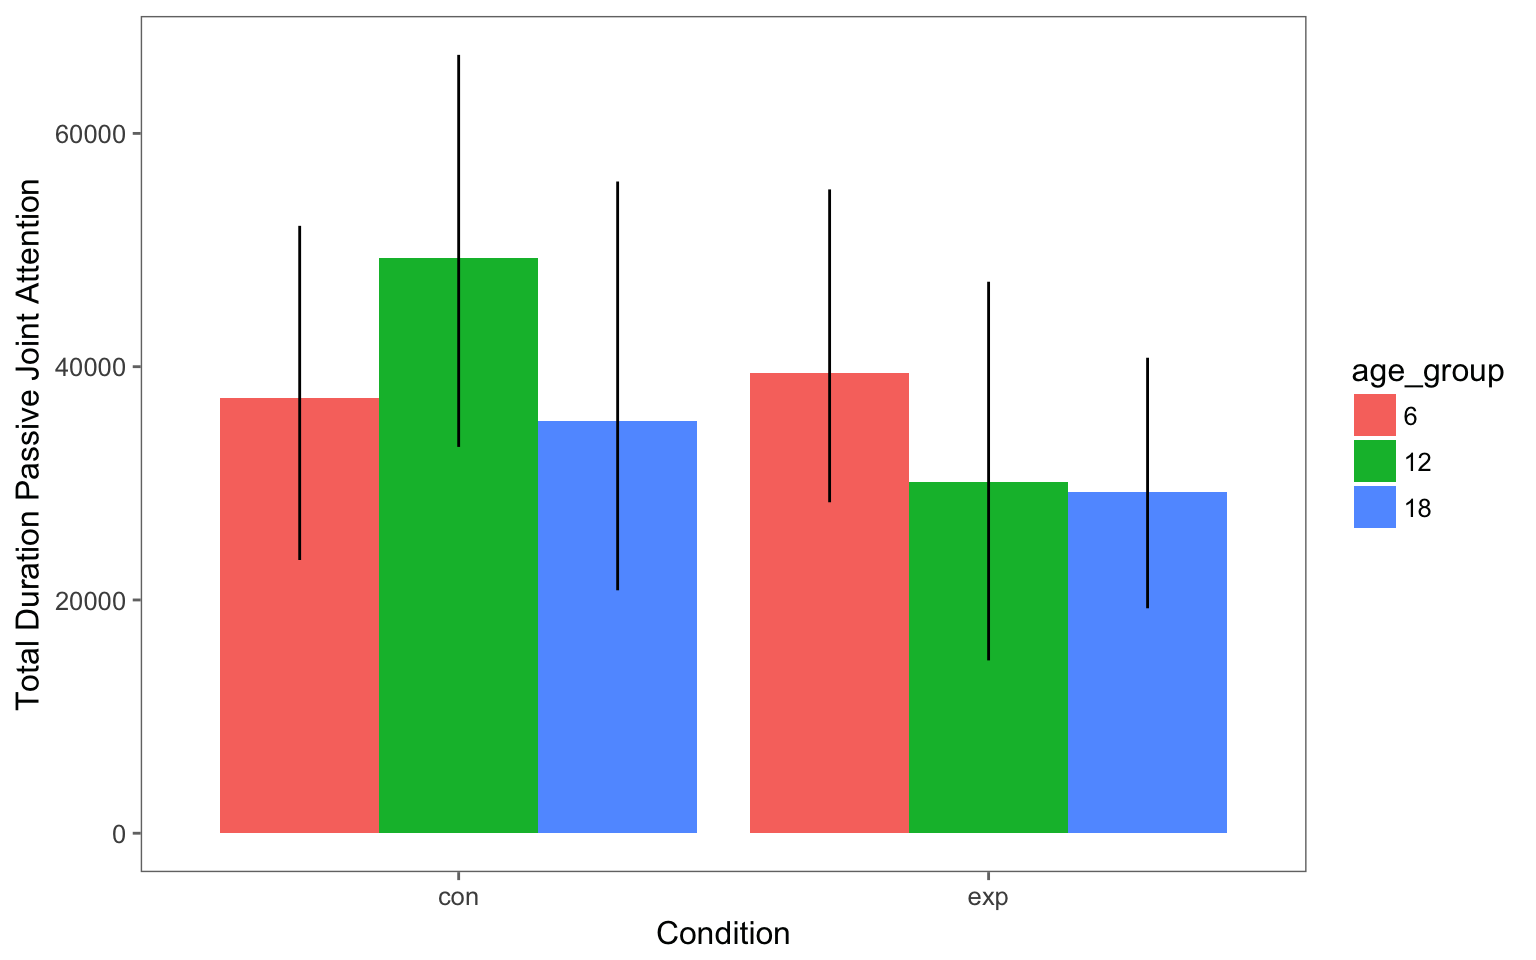 Total Duration Passive Joint Attention
60000
40000
20000
0
con
exp
Condition
age_group
6
12
18